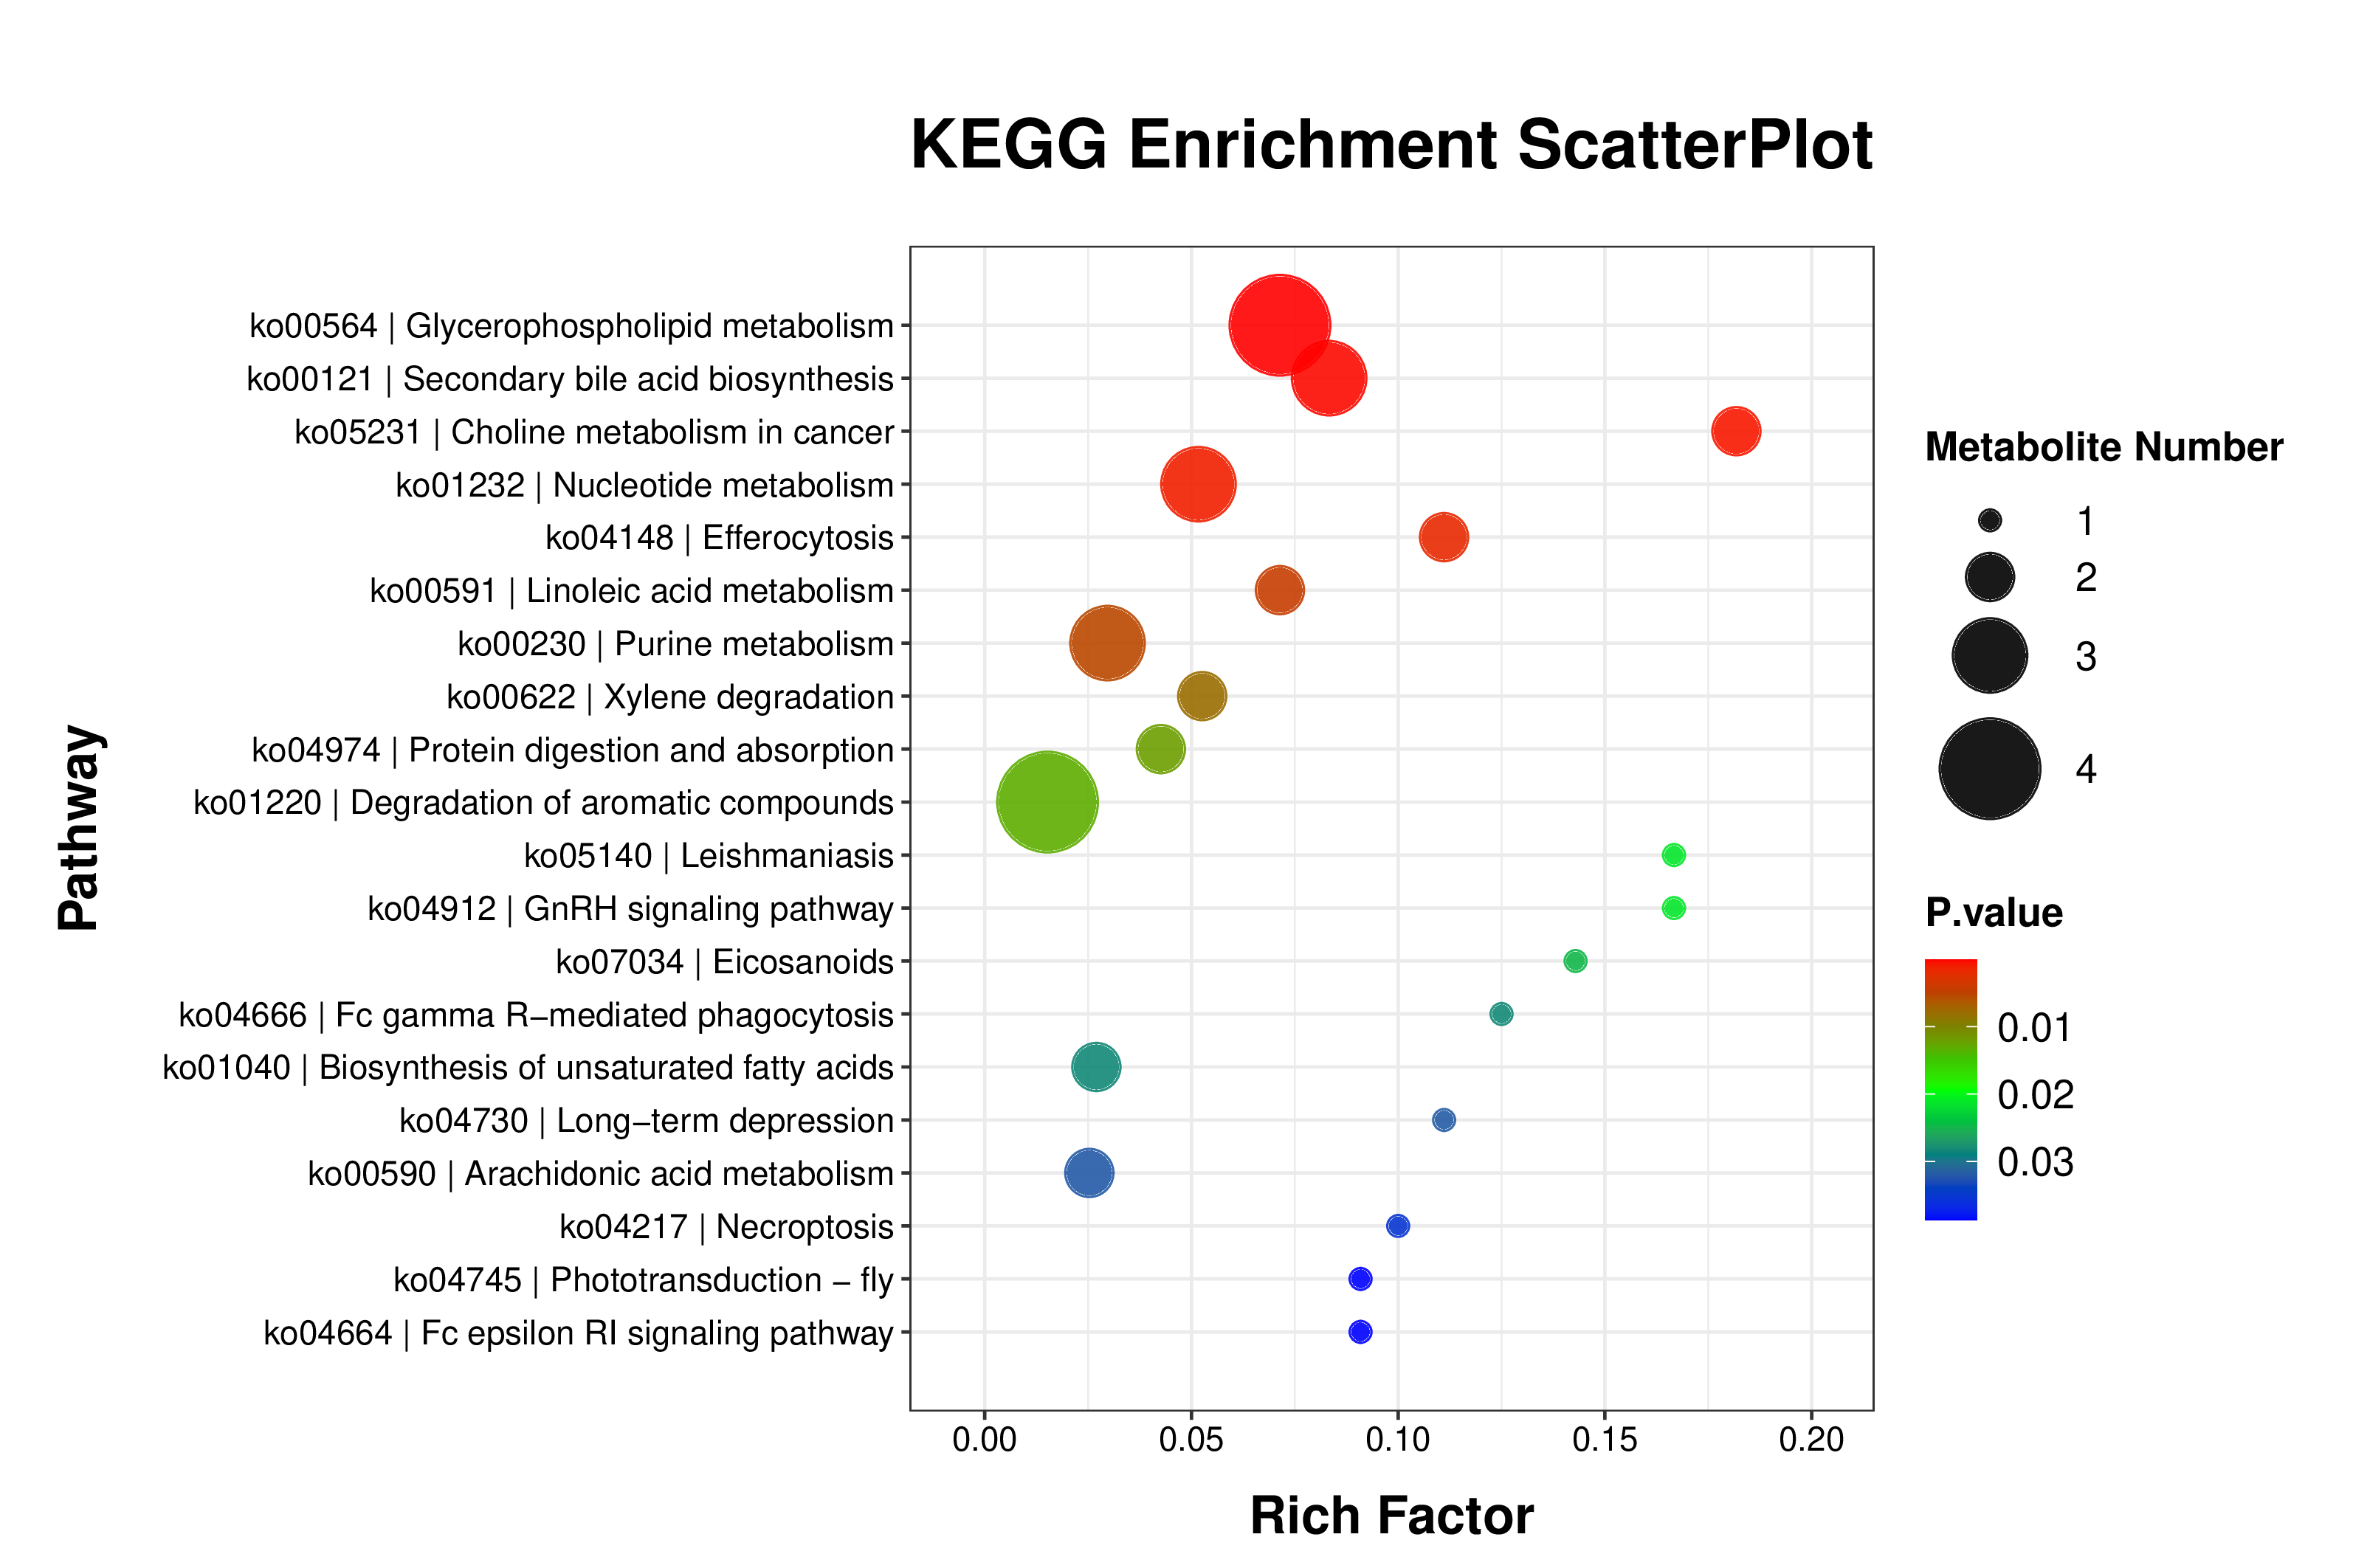 KEGG Enrichment ScatterPlot
ko00564 | Glycerophospholipid metabolism
ko00121 | Secondary bile acid biosynthesis
ko05231 | Choline metabolism in cancer
ko01232 | Nucleotide metabolism
ko04148 | Efferocytosis
ko00591 | Linoleic acid metabolism
ko00230 | Purine metabolism
ko00622 | Xylene degradation
ko04974 | Protein digestion and absorption
ko01220 | Degradation of aromatic compounds
ko05140 | Leishmaniasis
ko04912 | GnRH signaling pathway
ko07034 | Eicosanoids
ko04666 | Fc gamma R−mediated phagocytosis
ko01040 | Biosynthesis of unsaturated fatty acids
ko04730 | Long−term depression
ko00590 | Arachidonic acid metabolism
ko04217 | Necroptosis
ko04745 | Phototransduction − fly
ko04664 | Fc epsilon RI signaling pathway
Pathway
0.00 0.05 0.10 0.15 0.20
Rich Factor
Metabolite Number
1
2
3
4
P.value
0.01
0.02
0.03